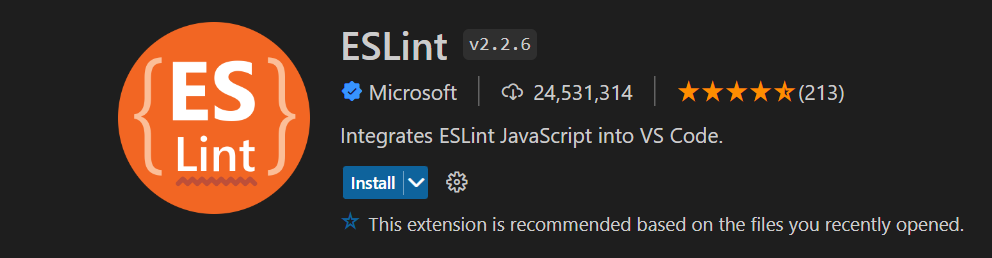 {ES
Lint}
ESLint v2.2.6
Microsoft 24,531,314 ★★★★⯪(213)
Integrates ESLint JavaScript into VS Code.
Install
This extension is recommended based on the files you recently opened.